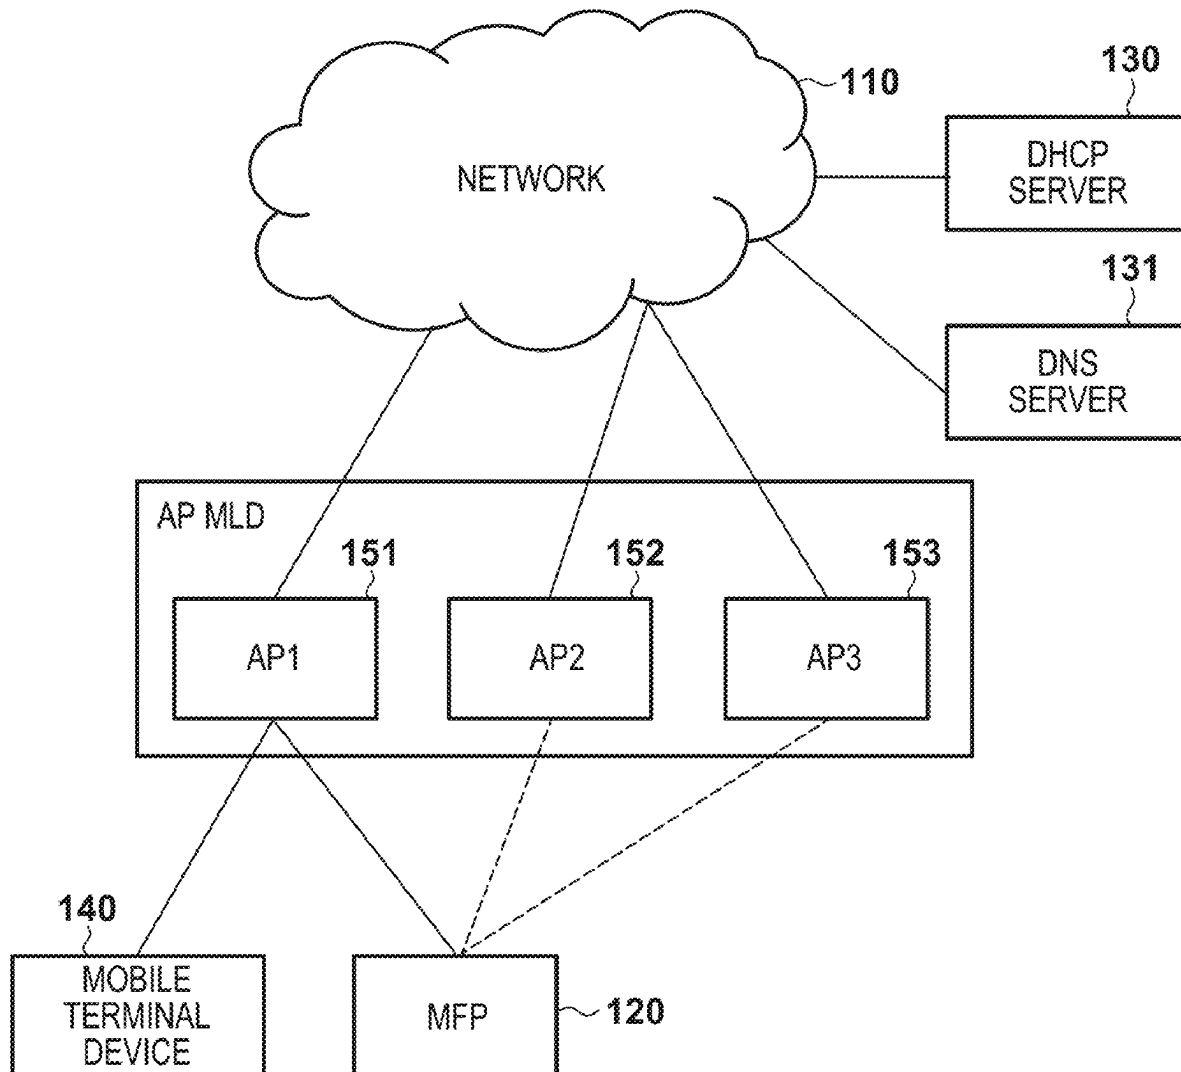 110
130
NETWORK
DHCP
SERVER
131
DNS
SERVER
AP MLD
151
152
153
AP1
AP2
AP3
140
MOBILE
TERMINAL
DEVICE
MFP
120